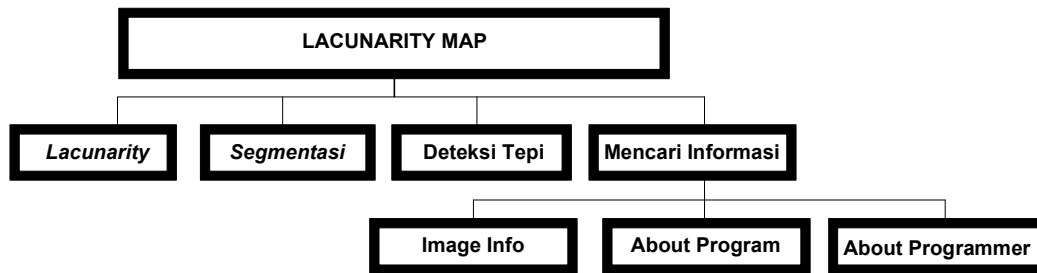 LACUNARITY MAP
Lacunarity
Segmentasi
Deteksi Tepi
Mencari Informasi
Image Info
About Program
About Programmer